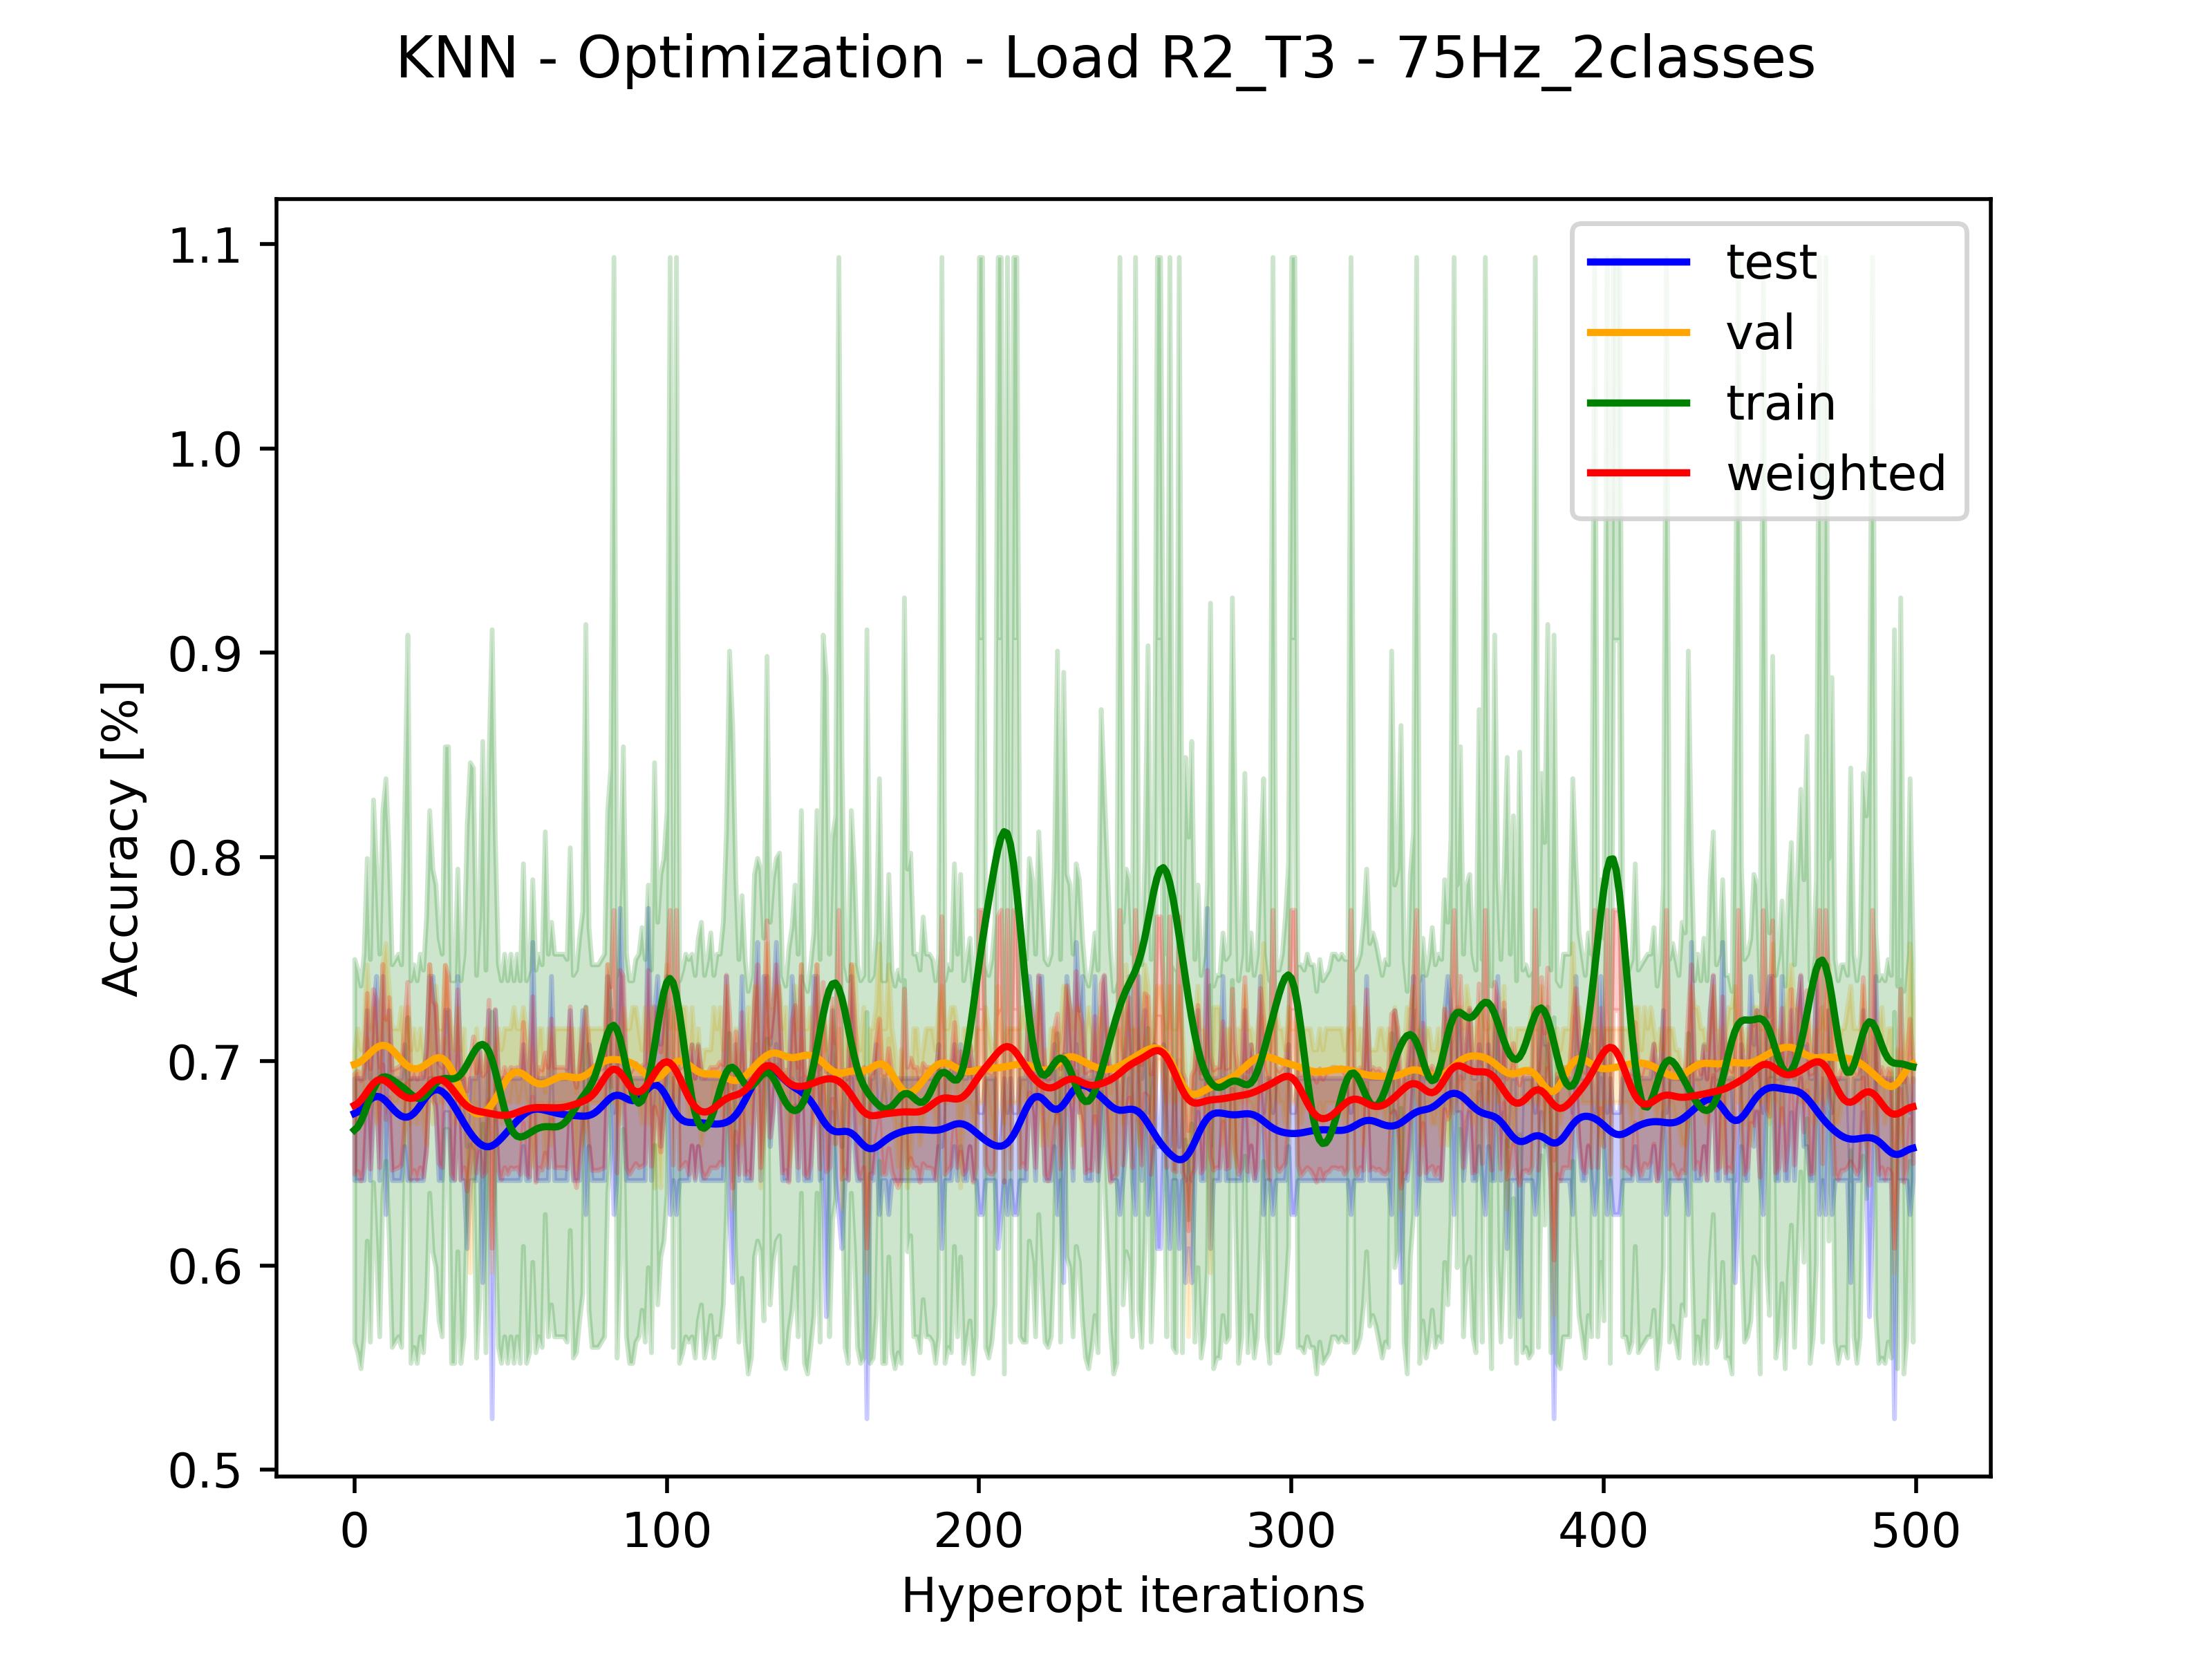 KNN - Optimization - Load R2_T3 - 75Hz_2classes
1.1
1.0
0.9
0.8
0.7
0.6
0.5
Accuracy [%]
test
val
train
weighted
0 100 200 300 400 500
Hyperopt iterations